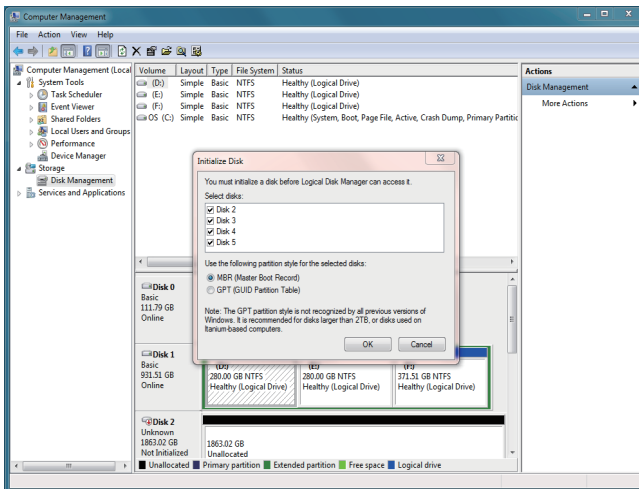 Computer Management
File Action View Help
Computer Management (Local
System Tools
Task Scheduler
Event Viewer
Shared Folders
Local Users and Groups
Performance
Device Manager
Storage
Disk Management
Services and Applications
Volume Layout Type File System Status
(D:) Simple Basic NTFS Healthy (Logical Drive)
(E:) Simple Basic NTFS Healthy (Logical Drive)
(F:) Simple Basic NTFS Healthy (Logical Drive)
OS (C:) Simple Basic NTFS Healthy (System, Boot, Page File, Active, Crash Dump, Primary Partitic
Actions
Disk Management
More Actions
Initialize Disk
You must initialize a disk before Logical Disk Manager can access it.
Select disks:
Disk 2
Disk 3
Disk 4
Disk 5
Use the following partition style for the selected disks:
MBR (Master Boot Record)
GPT (GUID Partition Table)
Note: The GPT partition style is not recognized by all previous versions of
Windows. It is recommended for disks larger than 2TB, or disks used on
Itanium-based computers.
OK Cancel
Disk 0
Basic
111.79 GB
Online
Disk 1
Basic
931.51 GB
Online
(D:)
280.00 GB NTFS
Healthy (Logical Drive)
(E:)
280.00 GB NTFS
Healthy (Logical Drive)
(F:)
371.51 GB NTFS
Healthy (Logical Drive)
Disk 2
Unknown
1863.02 GB
Not Initialized
1863.02 GB
Unallocated
Unallocated Primary partition Extended partition Free space Logical drive